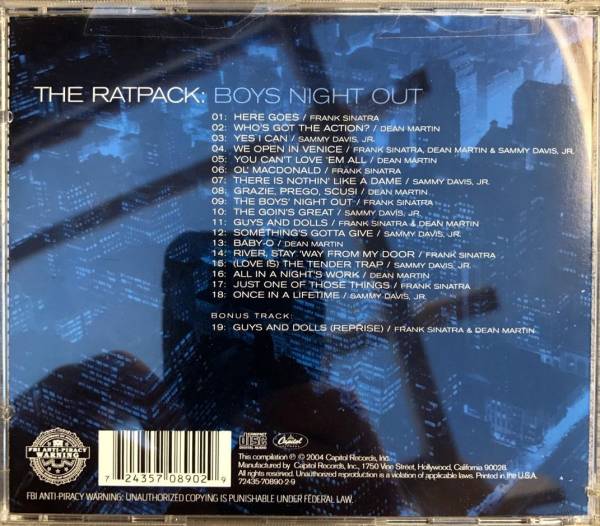 THE RATPACK: BOYS NIGHT OUT
01: HERE GOES / FRANK SINATRA
02: WHO'S GOT THE ACTION? / DEAN MARTIN
03: YES I CAN / SAMMY DAVIS, JR.
04: WE OPEN IN VENICE / FRANK SINATRA, DEAN MARTIN & SAMMY DAVIS, JR.
05: YOU CAN'T LOVE 'EM ALL / DEAN MARTIN
06: OL' MACDONALD / FRANK SINATRA
07: THERE IS NOTHIN' LIKE A DAME / SAMMY DAVIS, JR.
08: GRAZIE, PREGO, SCUSI / DEAN MARTIN
09: THE BOYS' NIGHT OUT / FRANK SINATRA
10: THE GOIN'S GREAT / SAMMY DAVIS, JR.
11: GUYS AND DOLLS / FRANK SINATRA & DEAN MARTIN
12: SOMETHING'S GOTTA GIVE / SAMMY DAVIS, JR.
13: BABY-O / DEAN MARTIN
14: RIVER, STAY 'WAY FROM MY DOOR / FRANK SINATRA
15: (LOVE IS) THE TENDER TRAP / SAMMY DAVIS, JR.
16: ALL IN A NIGHT'S WORK / DEAN MARTIN
17: JUST ONE OF THOSE THINGS / FRANK SINATRA
18: ONCE IN A LIFETIME / SAMMY DAVIS, JR.
BONUS TRACK:
19: GUYS AND DOLLS (REPRISE) / FRANK SINATRA & DEAN MARTIN
FBI ANTI-PIRACY
WARNING
7 24357 08902 9
COMPACT
disc
DIGITAL AUDIO
Capitol
This compilation ℗ © 2004 Capitol Records, Inc.
Manufactured by Capitol Records, Inc., 1750 Vine Street, Hollywood, California 90028.
All rights reserved. Unauthorized reproduction is a violation of applicable laws. Printed in the U.S.A.
72435-70890-2-9
FBI ANTI-PIRACY WARNING: UNAUTHORIZED COPYING IS PUNISHABLE UNDER FEDERAL LAW.